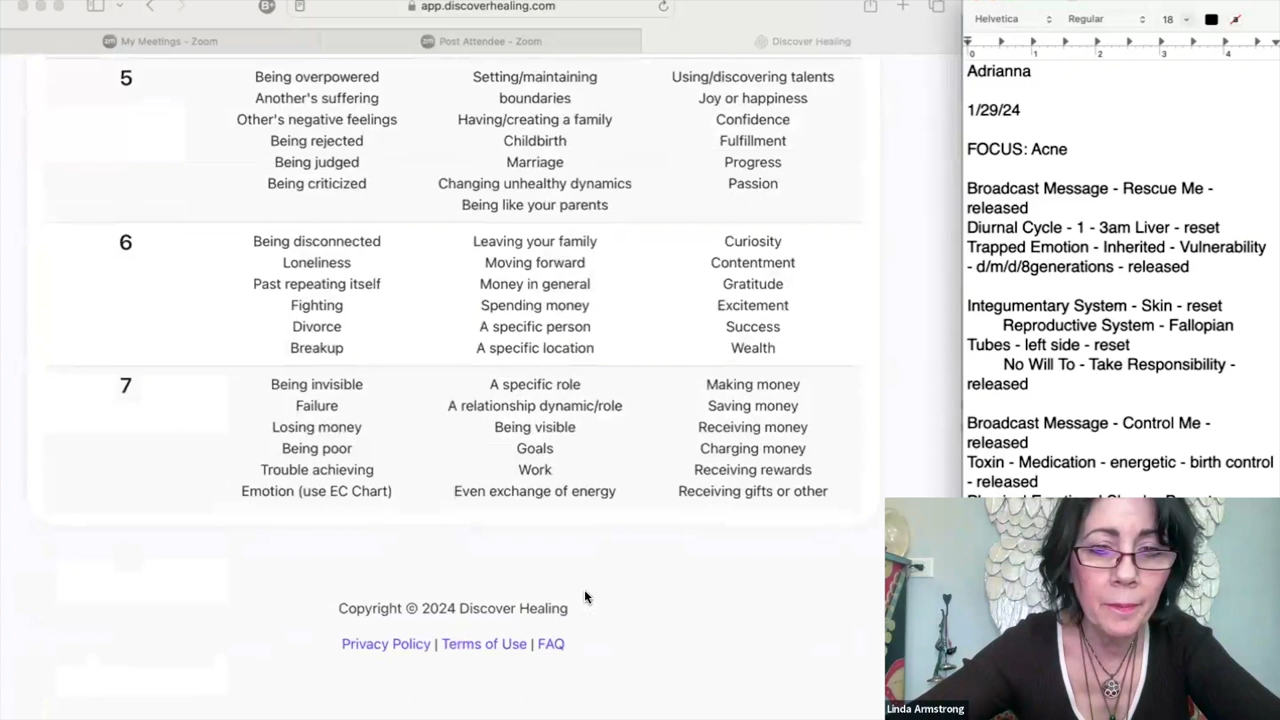 app.discoverhealing.com
My Meetings - Zoom
Post Attendee - Zoom
Discover Healing
5
Being overpowered
Another's suffering
Other's negative feelings
Being rejected
Being judged
Being criticized
Setting/maintaining
boundaries
Having/creating a family
Childbirth
Marriage
Changing unhealthy dynamics
Being like your parents
Using/discovering talents
Joy or happiness
Confidence
Fulfillment
Progress
Passion
6
Being disconnected
Loneliness
Past repeating itself
Fighting
Divorce
Breakup
Leaving your family
Moving forward
Money in general
Spending money
A specific person
A specific location
Curiosity
Contentment
Gratitude
Excitement
Success
Wealth
7
Being invisible
Failure
Losing money
Being poor
Trouble achieving
Emotion (use EC Chart)
A specific role
A relationship dynamic/role
Being visible
Goals
Work
Even exchange of energy
Making money
Saving money
Receiving money
Charging money
Receiving rewards
Receiving gifts or other
Copyright © 2024 Discover Healing
Privacy Policy | Terms of Use | FAQ
Helvetica
Regular
18
0 1 2 3 4
Adrianna
1/29/24
FOCUS: Acne
Broadcast Message - Rescue Me -
released
Diurnal Cycle - 1 - 3am Liver - reset
Trapped Emotion - Inherited - Vulnerability
- d/m/d/8generations - released
Integumentary System - Skin - reset
Reproductive System - Fallopian
Tubes - left side - reset
No Will To - Take Responsibility -
released
Broadcast Message - Control Me -
released
Toxin - Medication - energetic - birth control
- released
Linda Armstrong